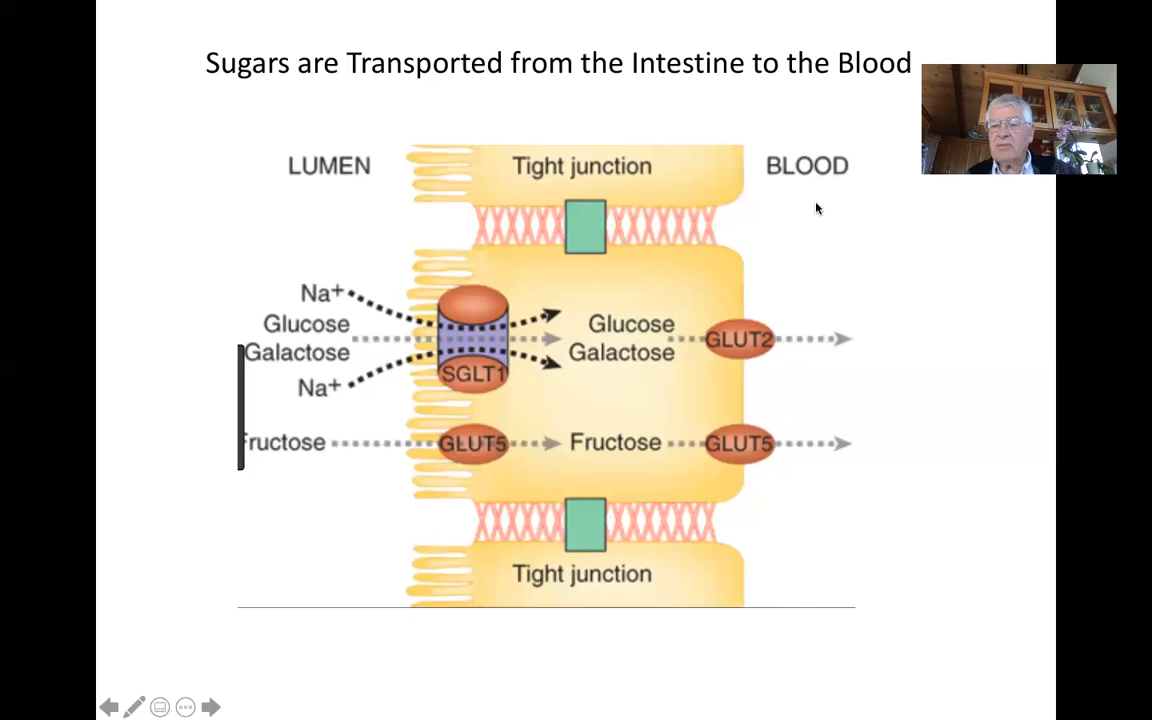 Sugars are Transported from the Intestine to the Blood
LUMEN
Tight junction
BLOOD
Na+
Glucose
Glucose
GLUT2
Galactose
Galactose
SGLT1
Na+
Fructose
GLUT5
Fructose
GLUT5
Tight junction